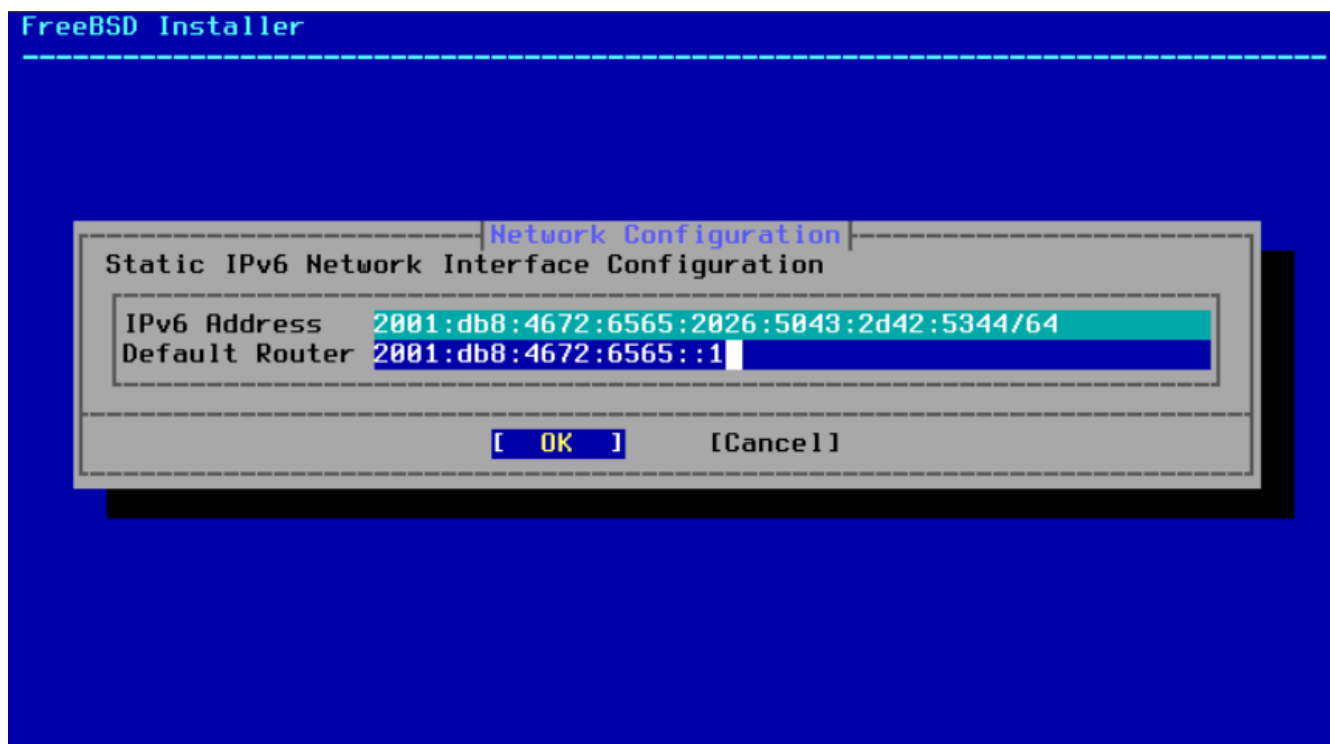 FreeBSD Installer
Network Configuration
Static IPv6 Network Interface Configuration
IPv6 Address 2001:db8:4672:6565:2026:5043:2d42:5344/64
Default Router 2001:db8:4672:6565::1
[ OK ] [Cancel]